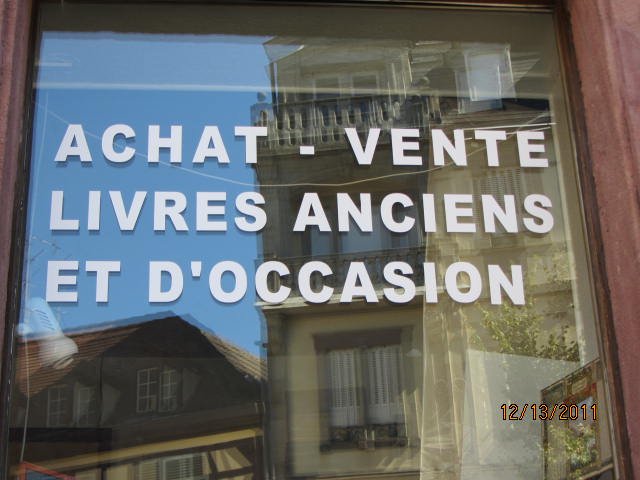 ACHAT - VENTE
LIVRES ANCIENS
ET D'OCCASION
12/13/2011